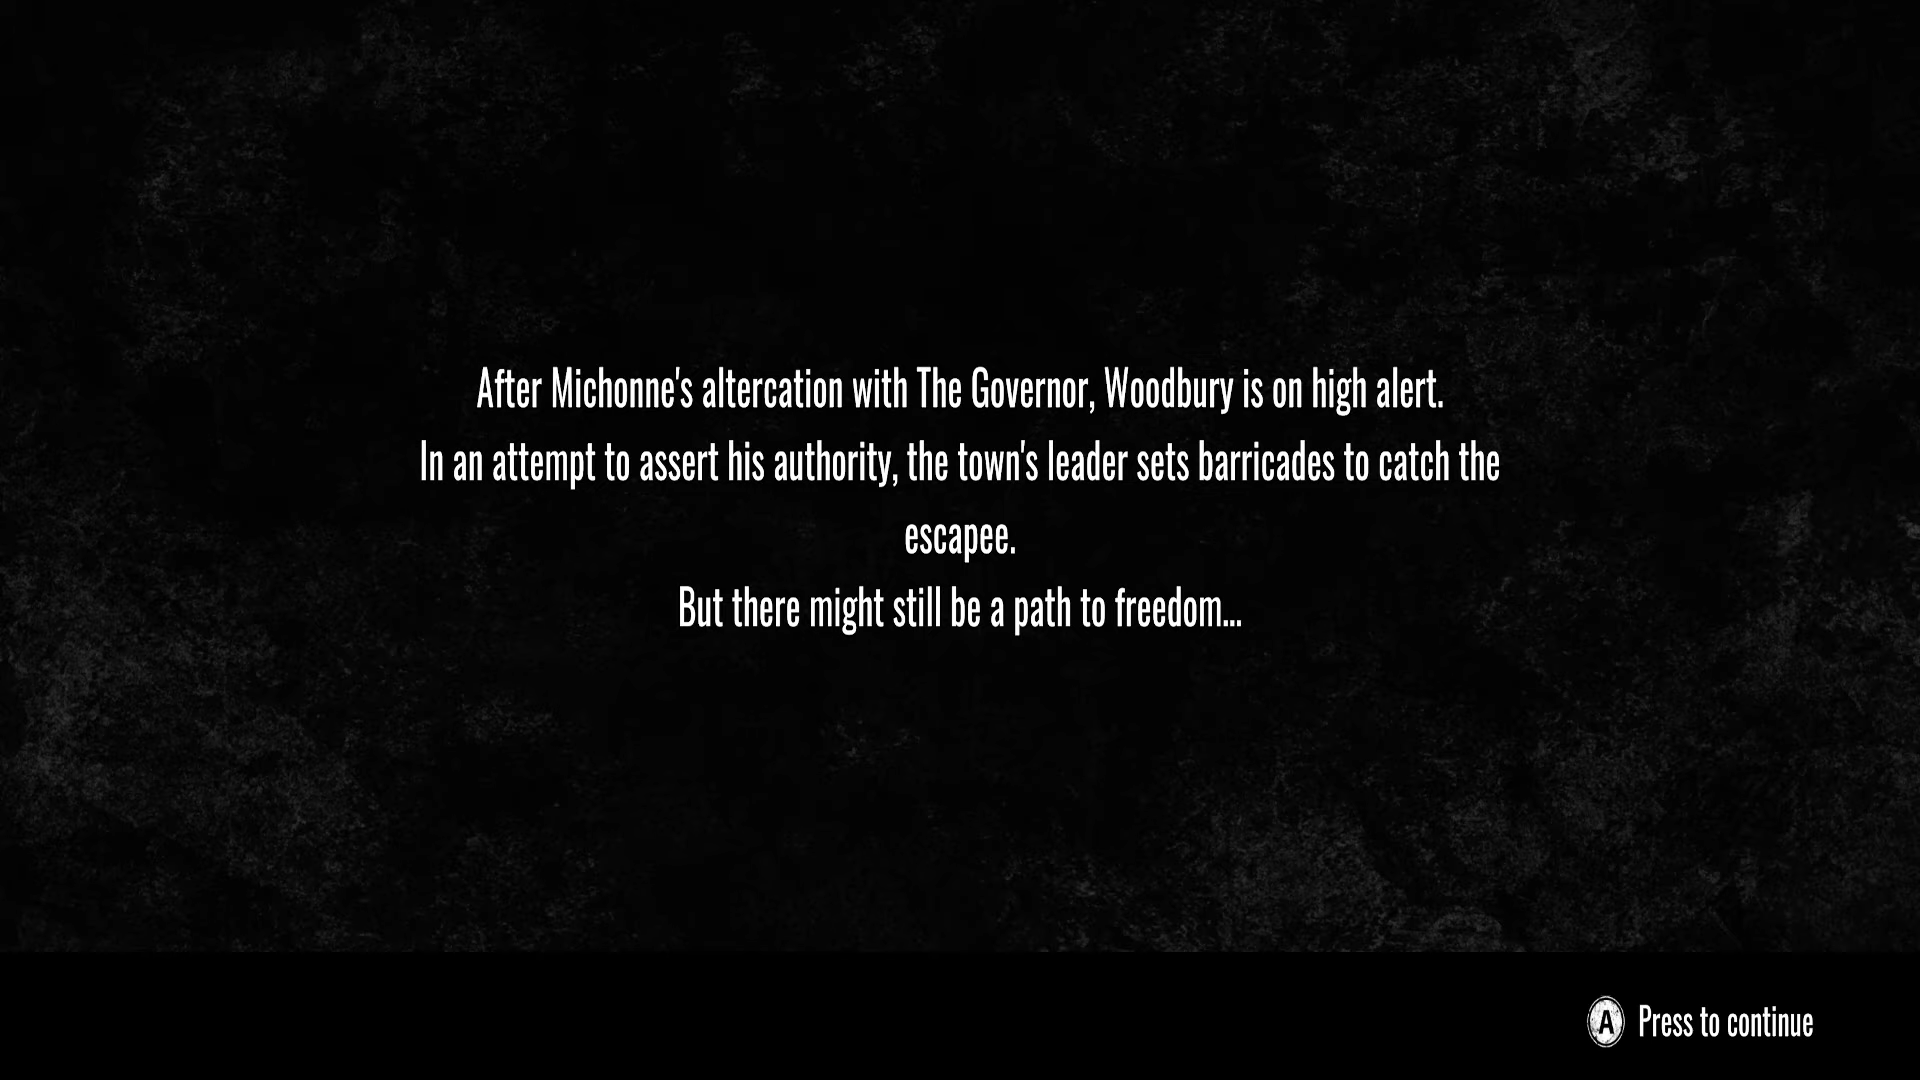 After Michonne's altercation with The Governor, Woodbury is on high alert.
In an attempt to assert his authority, the town's leader sets barricades to catch the
escapee.
But there might still be a path to freedom...
A Press to continue